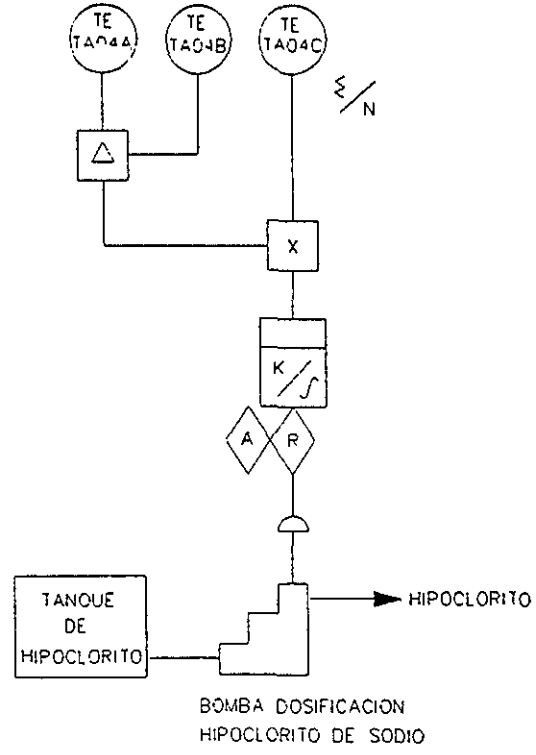 TE
TA04A
TE
TA04B
TE
TA04C
Σ/N
△
X
K/∫
A
R
TANQUE
DE
HIPOCLORITO
HIPOCLORITO
BOMBA DOSIFICACION
HIPOCLORITO DE SODIO